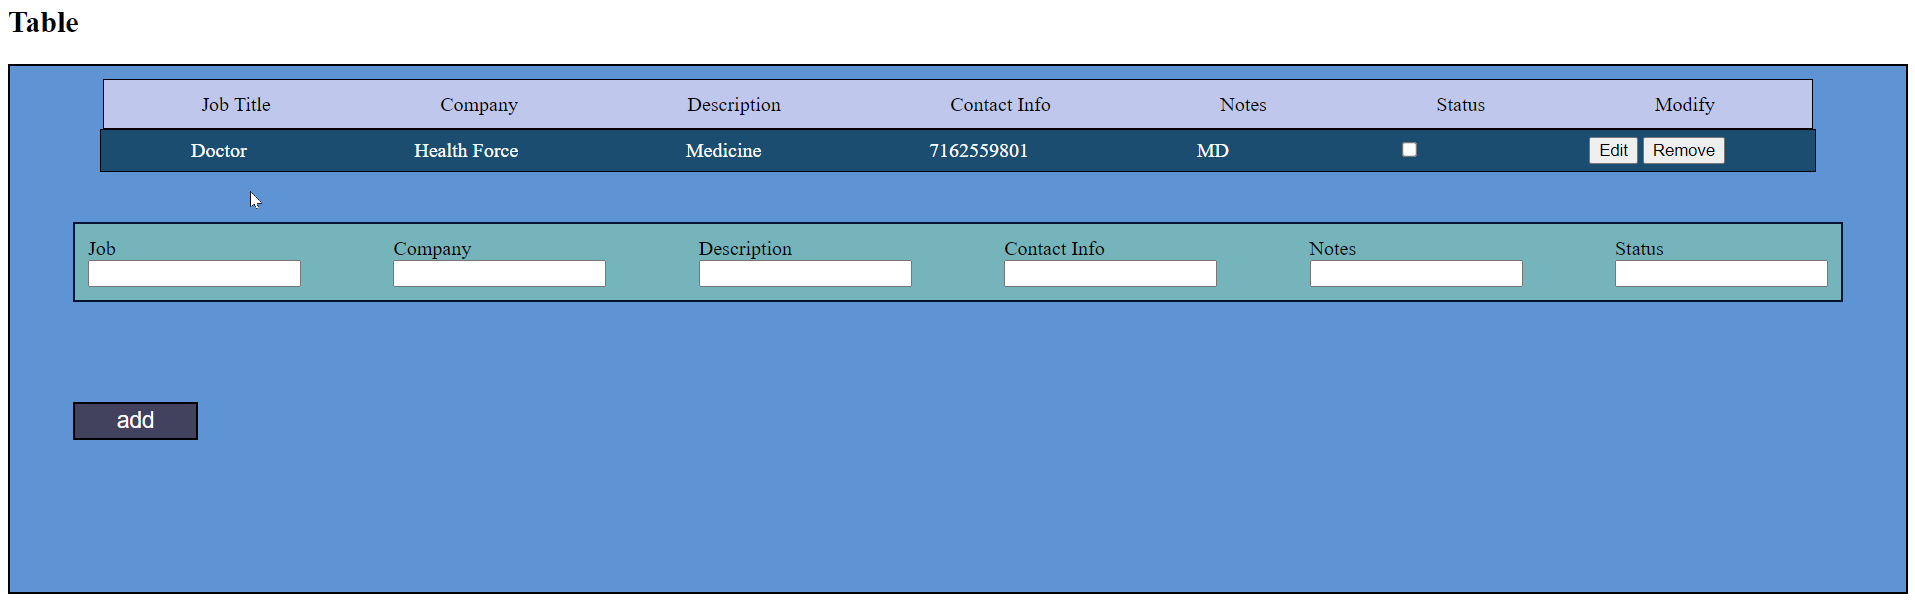 Table
Job Title Company Description Contact Info Notes Status Modify
Doctor Health Force Medicine 7162559801 MD Edit Remove
Job Company Description Contact Info Notes Status
add